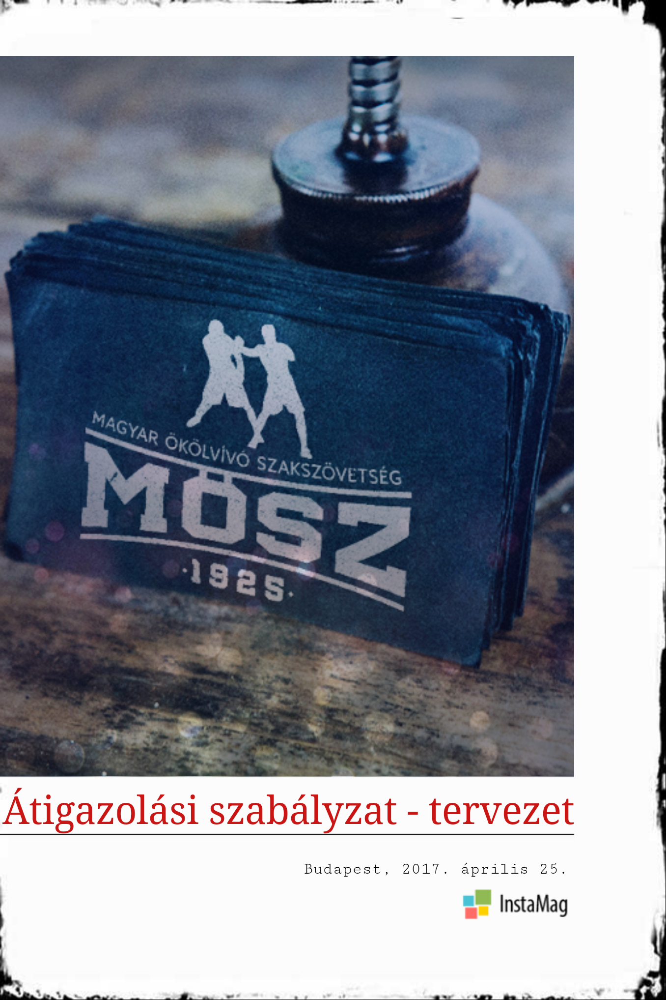 MAGYAR ÖKÖLVÍVÓ SZAKSZÖVETSÉG
MÖSZ
·1925·
Átigazolási szabályzat - tervezet
Budapest, 2017. április 25.
InstaMag